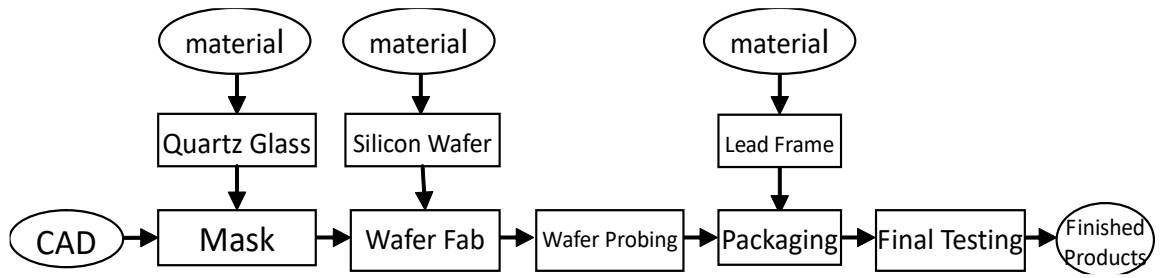 material
material
material
Quartz Glass
Silicon Wafer
Lead Frame
CAD
Mask
Wafer Fab
Wafer Probing
Packaging
Final Testing
Finished
Products